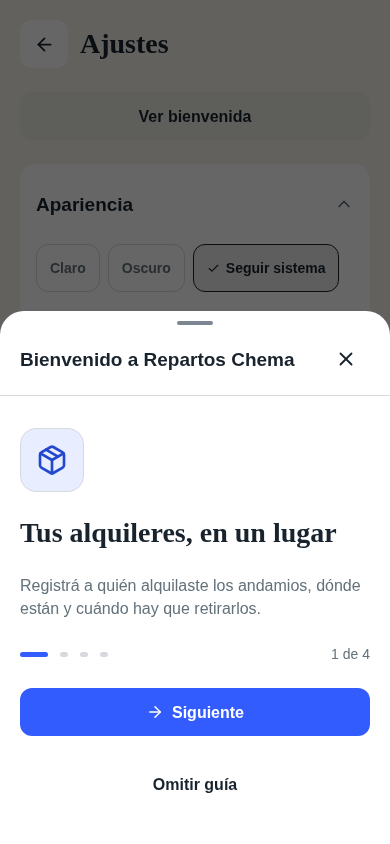 Ajustes
Ver bienvenida
Apariencia
Claro
Oscuro
Seguir sistema
Bienvenido a Repartos Chema
Tus alquileres, en un lugar
Registrá a quién alquilaste los andamios, dónde
están y cuándo hay que retirarlos.
1 de 4
Siguiente
Omitir guía